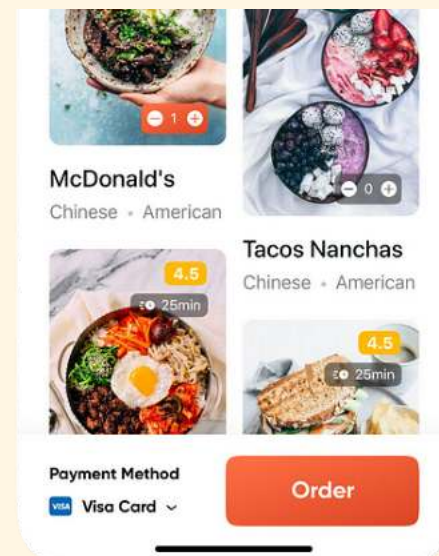 1
McDonald's
Chinese • American
0
Tacos Nanchas
Chinese • American
4.5
25min
4.5
25min
Payment Method
VISA Visa Card
Order